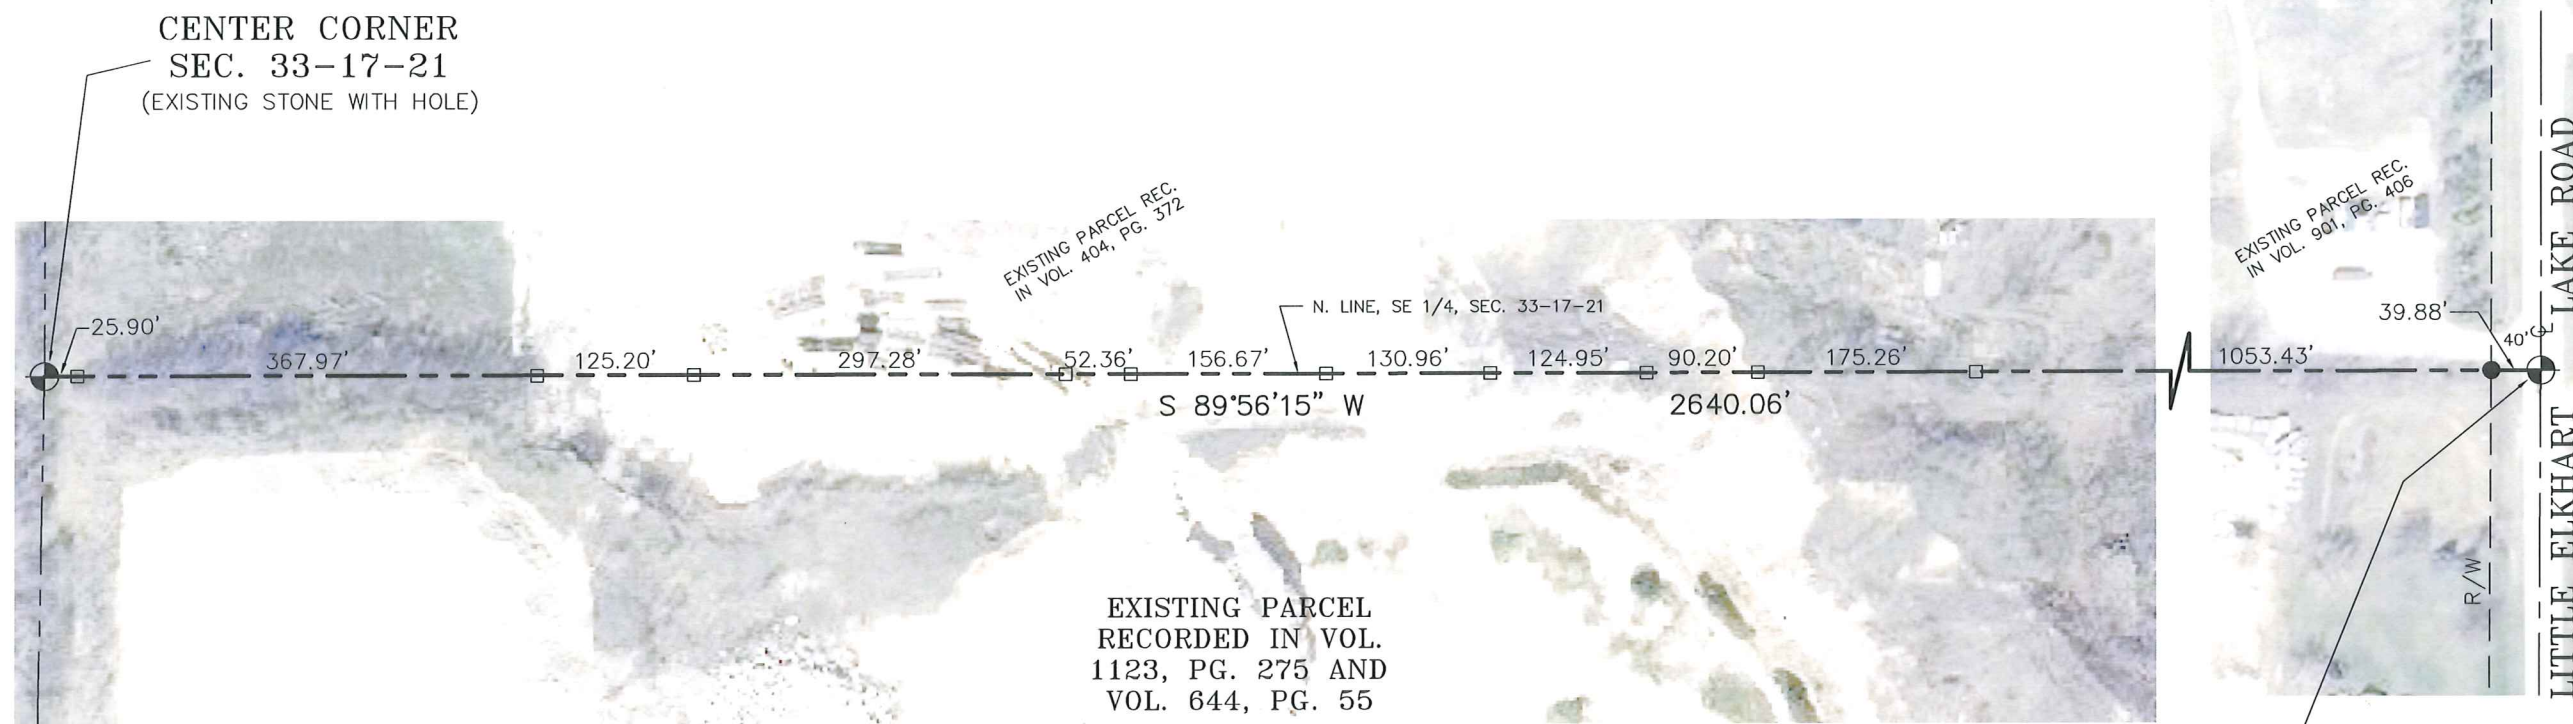 CENTER CORNER
SEC. 33-17-21
(EXISTING STONE WITH HOLE)
EXISTING PARCEL REC.
IN VOL. 404, PG. 372
N. LINE, SE 1/4, SEC. 33-17-21
EXISTING PARCEL REC.
IN VOL. 901, PG. 406
25.90'
367.97'
125.20'
297.28'
52.36'
156.67'
130.96'
124.95'
90.20'
175.26'
1053.43'
39.88'
40'
℄
S 89°56'15" W
2640.06'
EXISTING PARCEL
RECORDED IN VOL.
1123, PG. 275 AND
VOL. 644, PG. 55
R/W
LITTLE ELKHART LAKE ROAD